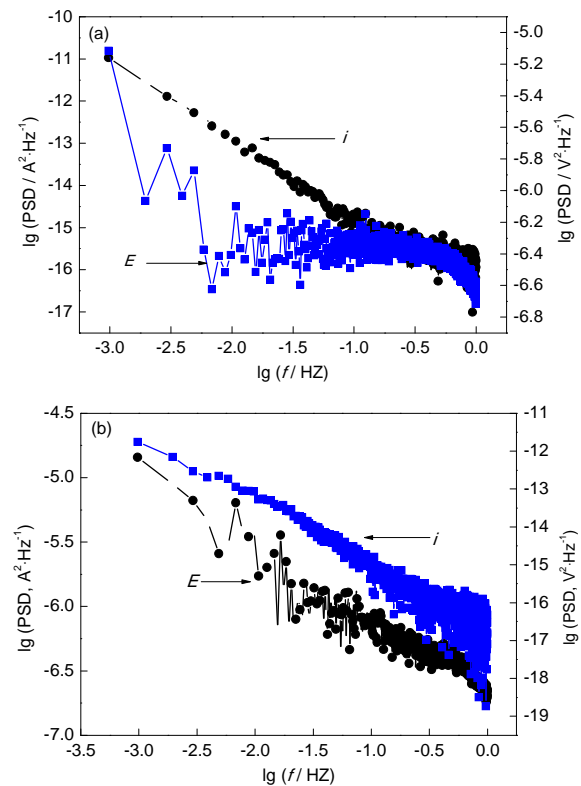 (a)
-10
-11
-12
-13
-14
-15
-16
-17
lg (PSD / A²·Hz⁻¹)
i
E
-5.0
-5.2
-5.4
-5.6
-5.8
-6.0
-6.2
-6.4
-6.6
-6.8
lg (PSD / V²·Hz⁻¹)
-3.0 -2.5 -2.0 -1.5 -1.0 -0.5 0.0
lg (f / HZ)
(b)
-4.5
-5.0
-5.5
-6.0
-6.5
-7.0
lg (PSD, A²·Hz⁻¹)
i
E
-11
-12
-13
-14
-15
-16
-17
-18
-19
lg (PSD, V²·Hz⁻¹)
-3.0 -2.5 -2.0 -1.5 -1.0 -0.5 0.0
lg (f / HZ)